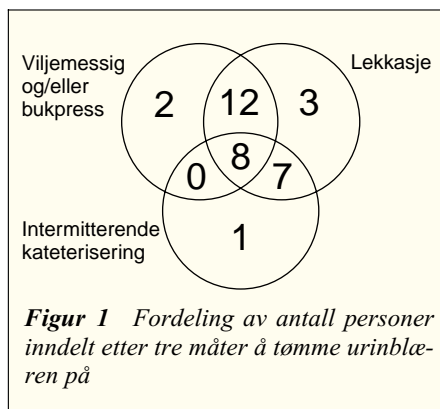 Viljemessig
og/eller
bukpress
Lekkasje
2
12
3
8
0
7
1
Intermitterende
kateterisering
Figur 1 Fordeling av antall personer
inndelt etter tre måter å tømme urinblæ-
ren på